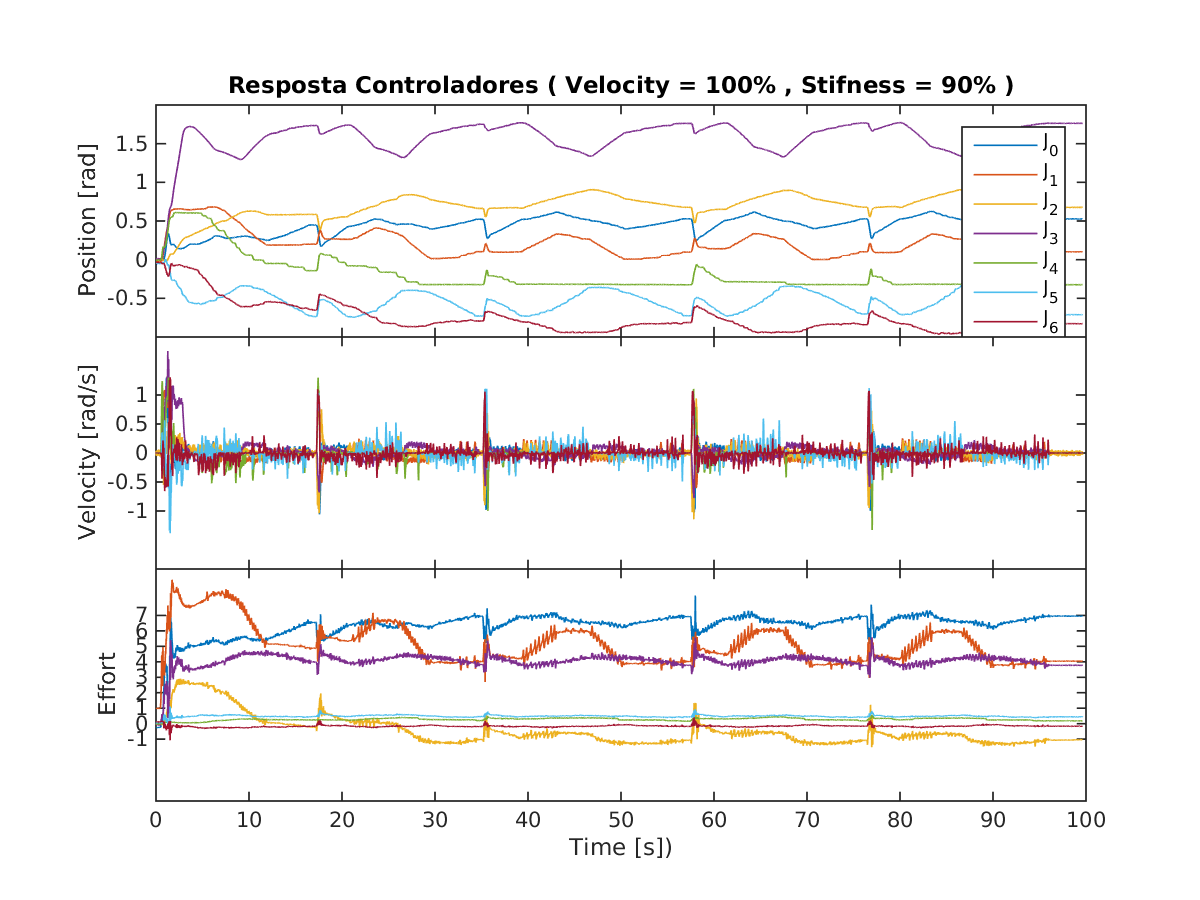 Resposta Controladores ( Velocity = 100% , Stifness = 90% )
Position [rad]
1.5
1
0.5
0
-0.5
J0
J1
J2
J3
J4
J5
J6
Velocity [rad/s]
1
0.5
0
-0.5
-1
Effort
7
6
5
4
3
2
1
0
-1
0 10 20 30 40 50 60 70 80 90 100
Time [s])